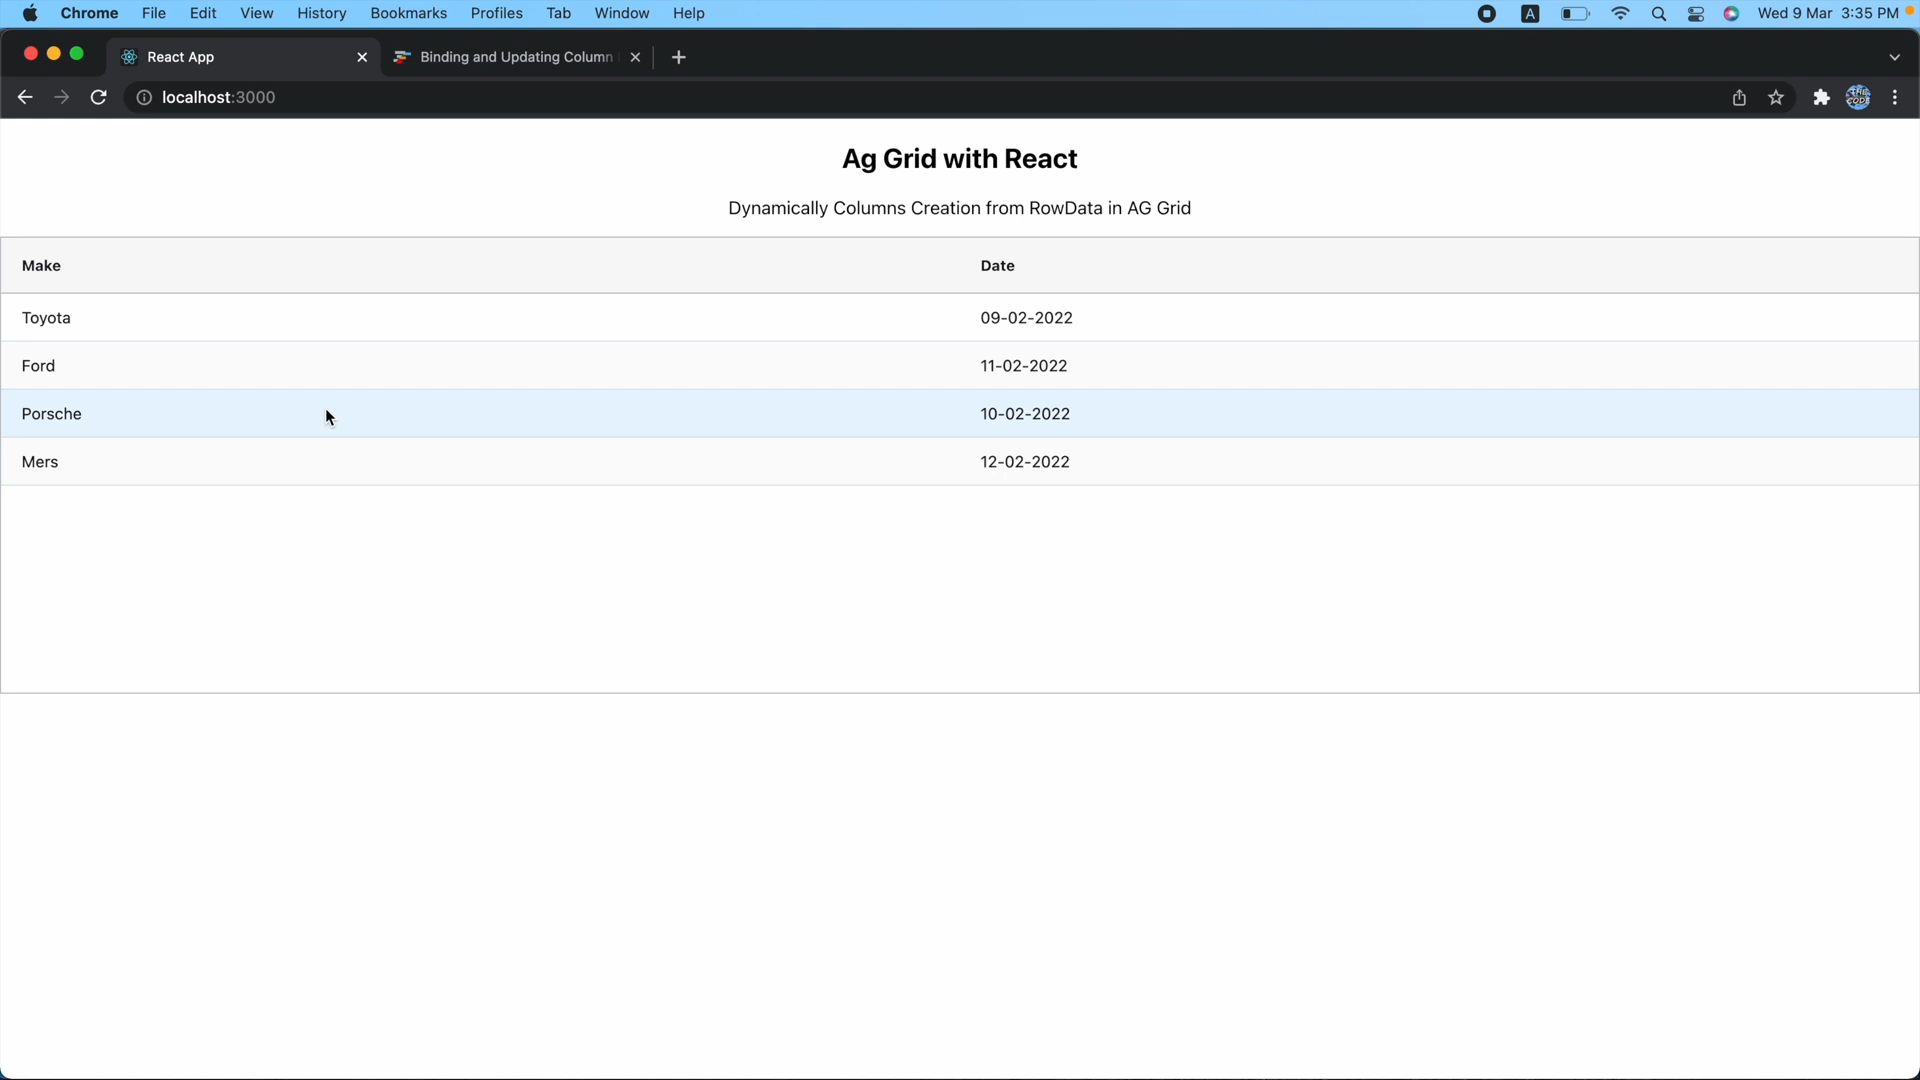 Chrome File Edit View History Bookmarks Profiles Tab Window Help A Wed 9 Mar 3:35 PM
React App Binding and Updating Column
localhost:3000
Ag Grid with React
Dynamically Columns Creation from RowData in AG Grid
Make Date
Toyota 09-02-2022
Ford 11-02-2022
Porsche 10-02-2022
Mers 12-02-2022